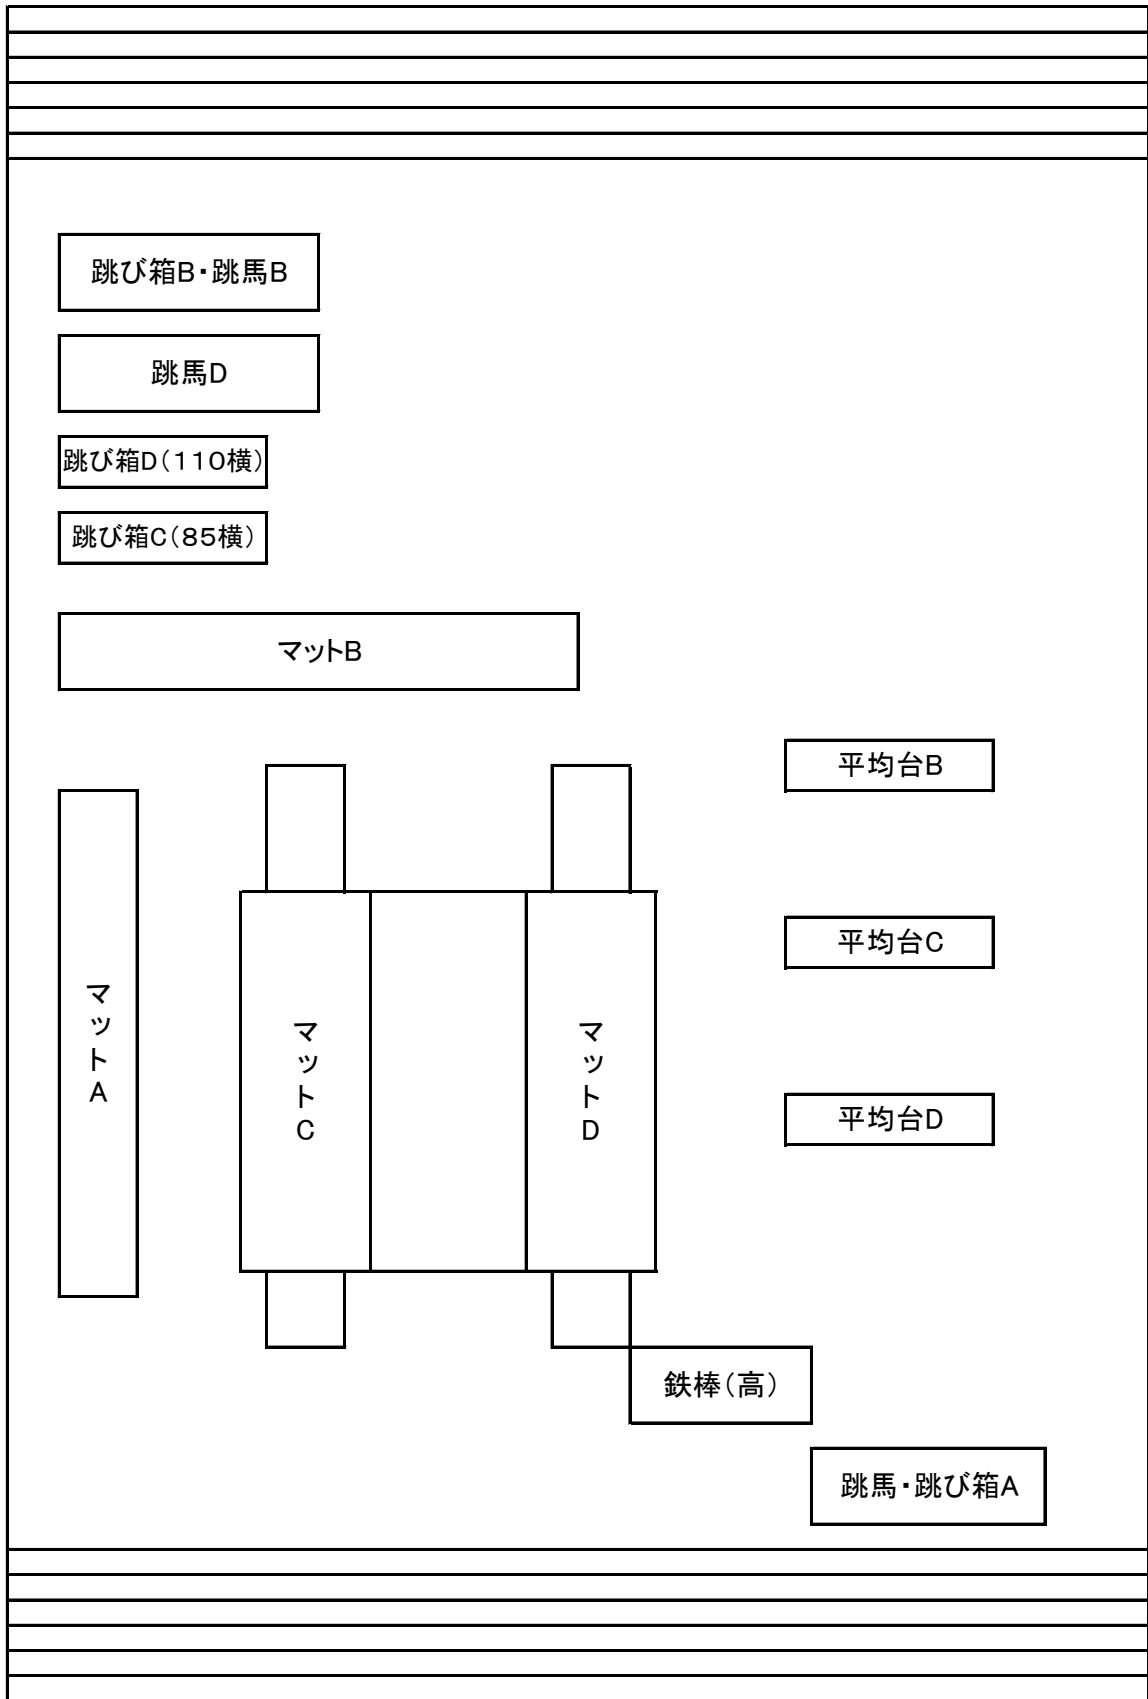 跳び箱B・跳馬B
跳馬D
跳び箱D（１１０横）
跳び箱C（８５横）
マットB
平均台B
平均台C
マットA
マットC
マットD
平均台D
鉄棒（高）
跳馬・跳び箱A